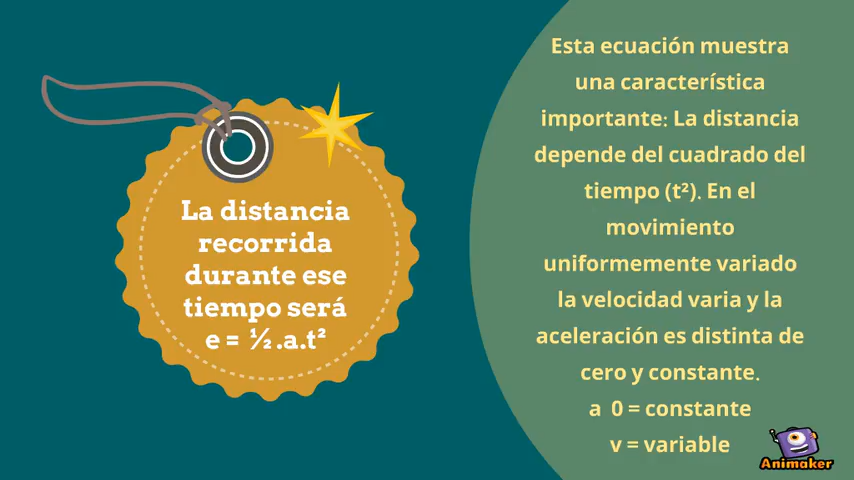 La distancia
recorrida
durante ese
tiempo será
e = ½.a.t²
Esta ecuación muestra
una característica
importante: La distancia
depende del cuadrado del
tiempo (t²). En el
movimiento
uniformemente variado
la velocidad varia y la
aceleración es distinta de
cero y constante.
a  0 = constante
v = variable
Animaker